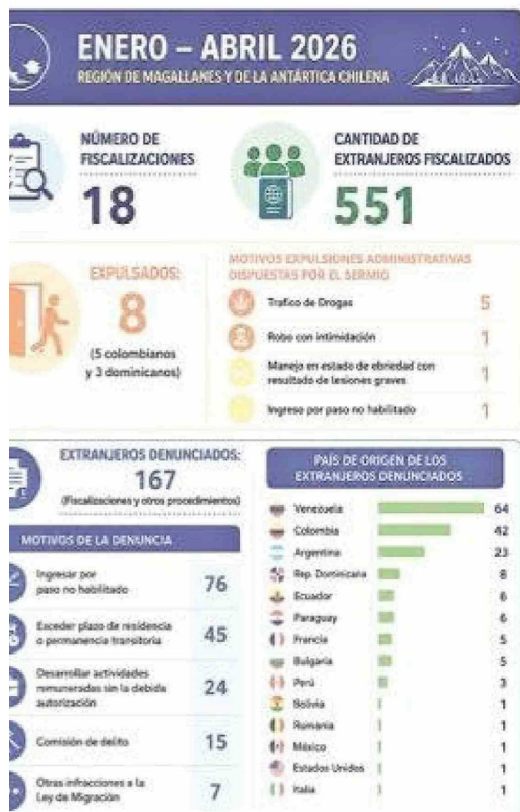 ENERO – ABRIL 2026
REGIÓN DE MAGALLANES Y DE LA ANTÁRTICA CHILENA
NÚMERO DE
FISCALIZACIONES
18
CANTIDAD DE
EXTRANJEROS FISCALIZADOS
551
EXPULSADOS:
8
(5 colombianos
y 3 dominicanos)
MOTIVOS EXPULSIONES ADMINISTRATIVAS
DISPUESTAS POR EL SERMIG
Trafico de Drogas 5
Robo con intimidación 1
Manejo en estado de ebriedad con
resultado de lesiones graves 1
Ingreso por paso no habilitado 1
EXTRANJEROS DENUNCIADOS:
167
(Fiscalizaciones y otros procedimientos)
MOTIVOS DE LA DENUNCIA
Ingresar por
paso no habilitado 76
Exceder plazo de residencia
o permanencia transitoria 45
Desarrollar actividades
remuneradas sin la debida
autorización 24
Comisión de delito 15
Otras infracciones a la
Ley de Migración 7
PAÍS DE ORIGEN DE LOS
EXTRANJEROS DENUNCIADOS
Venezuela 64
Colombia 42
Argentina 23
Rep. Dominicana 8
Ecuador 6
Paraguay 6
Francia 5
Bulgaria 5
Perú 3
Bolivia 1
Rumania 1
México 1
Estados Unidos 1
Italia 1